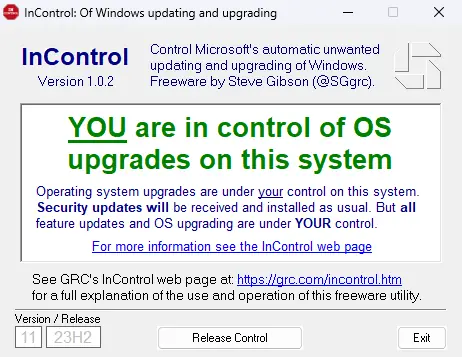 InControl: Of Windows updating and upgrading
InControl
Version 1.0.2
Control Microsoft's automatic unwanted
updating and upgrading of Windows.
Freeware by Steve Gibson (@SGgrc).
YOU are in control of OS
upgrades on this system
Operating system upgrades are under your control on this system.
Security updates will be received and installed as usual. But all
feature updates and OS upgrading are under YOUR control.
For more information see the InControl web page
See GRC's InControl web page at: https://grc.com/incontrol.htm
for a full explanation of the use and operation of this freeware utility.
Version / Release
11 23H2
Release Control
Exit